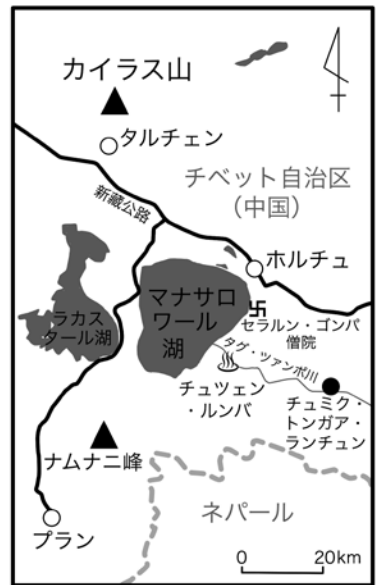 カイラス山
タルチェン
チベット自治区
（中国）
新藏公路
ホルチュ
マナサロ
ワール
湖
ラカス
タール湖
セラルン・ゴンパ
僧院
タグ・ツァンポ川
チュツェン
・ルンバ
チュミク・
トンガア・
ランチュン
ナムナニ峰
ネパール
プラン
0
20km